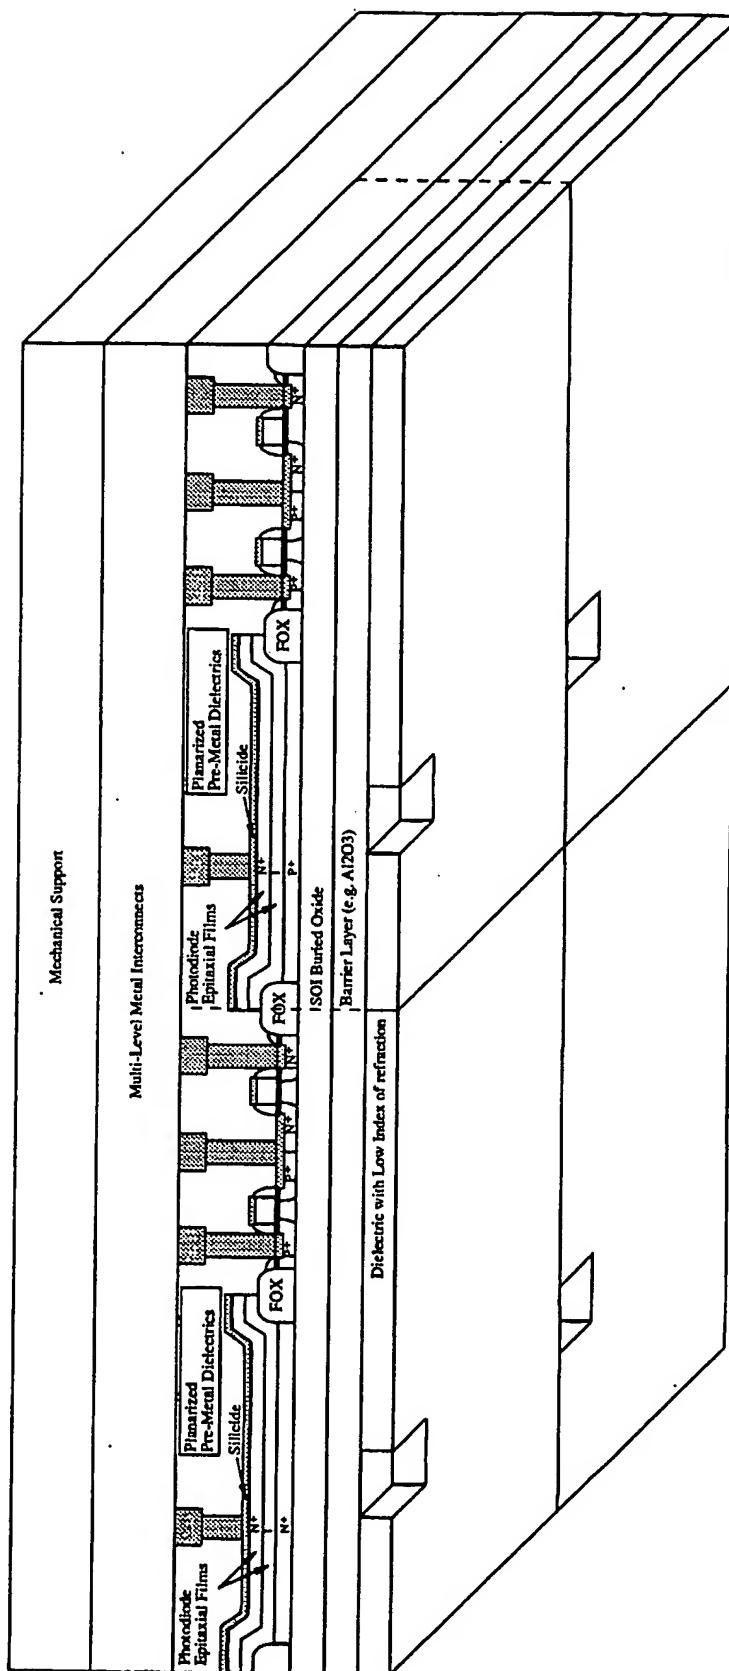 Mechanical Support
Multi-Level Metal Interconnects
Photodiode
Epitaxial Films
Planarized
Pre-Metal Dielectrics
Silicide
N+
I
N+
FOX
P+
P+
N+
N+
FOX
Photodiode
Epitaxial Films
Planarized
Pre-Metal Dielectrics
Silicide
N+
I
P+
FOX
P+
P+
N+
N+
SOI Buried Oxide
Barrier Layer (e.g. Al2O3)
Dielectric with Low Index of refraction